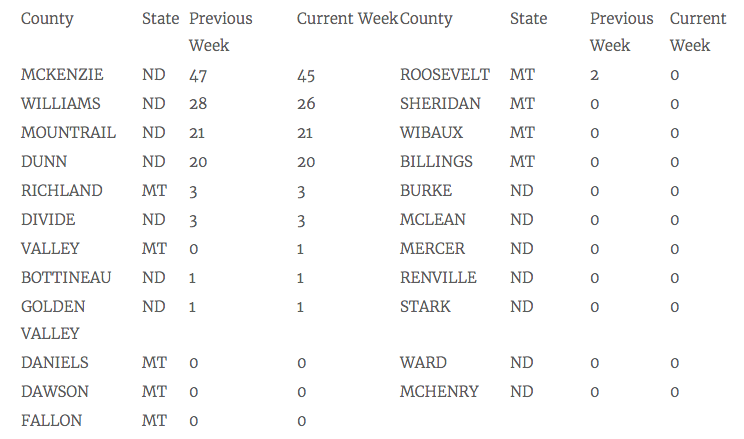 County State Previous Week Current Week County State Previous Week Current Week
MCKENZIE ND 47 45 ROOSEVELT MT 2 0
WILLIAMS ND 28 26 SHERIDAN MT 0 0
MOUNTRAIL ND 21 21 WIBAUX MT 0 0
DUNN ND 20 20 BILLINGS MT 0 0
RICHLAND MT 3 3 BURKE ND 0 0
DIVIDE ND 3 3 MCLEAN ND 0 0
VALLEY MT 0 1 MERCER ND 0 0
BOTTINEAU ND 1 1 RENVILLE ND 0 0
GOLDEN VALLEY ND 1 1 STARK ND 0 0
DANIELS MT 0 0 WARD ND 0 0
DAWSON MT 0 0 MCHENRY ND 0 0
FALLON MT 0 0